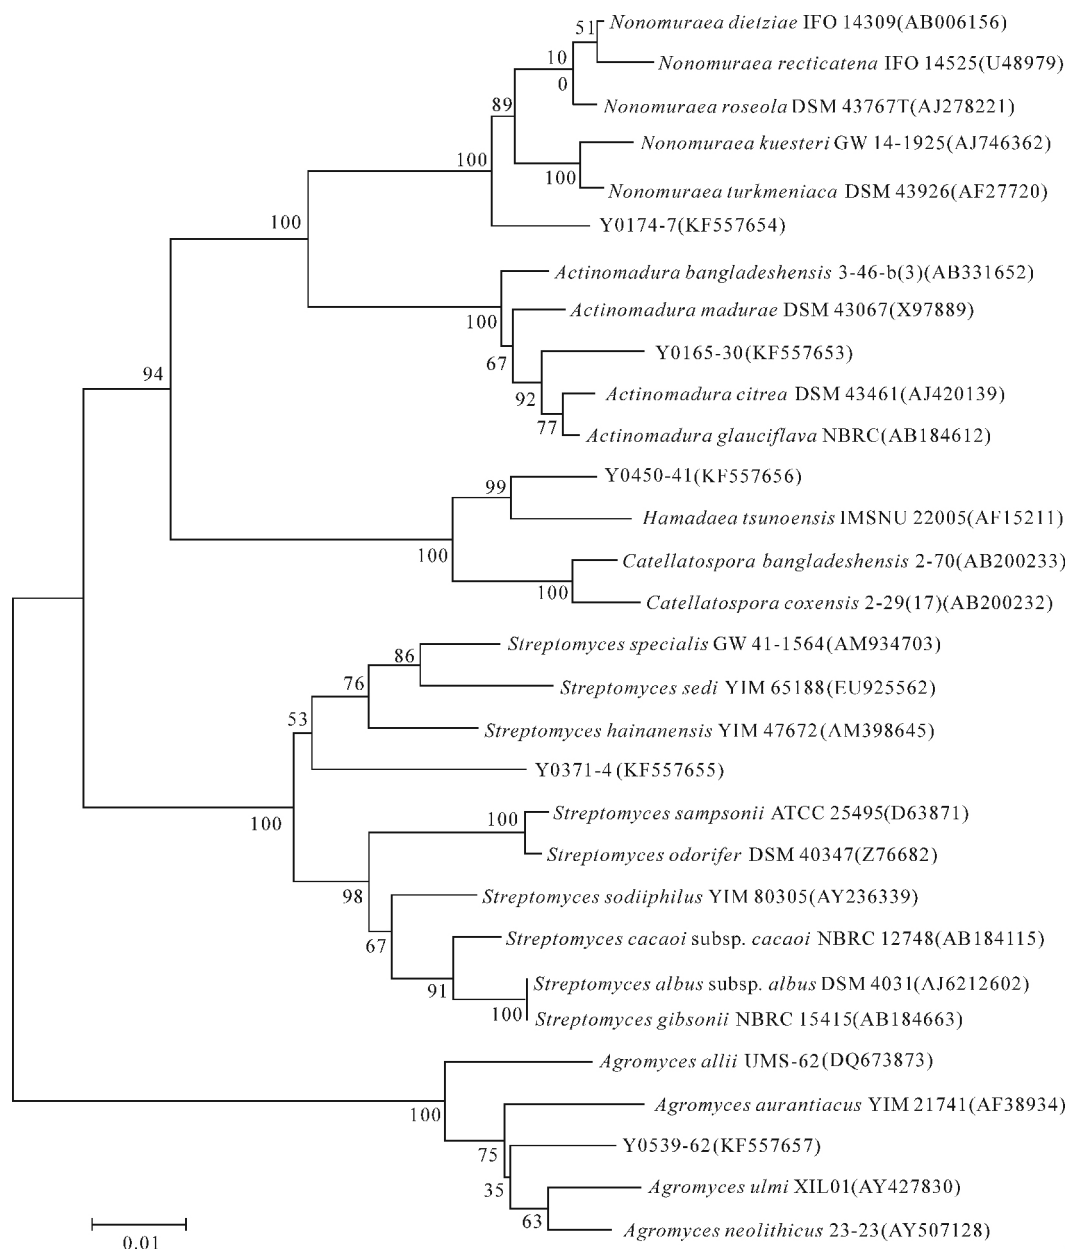 51
Nonomuraea dietziae IFO 14309(AB006156)
10
0
Nonomuraea recticatena IFO 14525(U48979)
89
Nonomuraea roseola DSM 43767T(AJ278221)
Nonomuraea kuesteri GW 14-1925(AJ746362)
100
100
Nonomuraea turkmeniaca DSM 43926(AF27720)
100
Y0174-7(KF557654)
Actinomadura bangladeshensis 3-46-b(3)(AB331652)
Actinomadura madurae DSM 43067(X97889)
100
Y0165-30(KF557653)
67
94
Actinomadura citrea DSM 43461(AJ420139)
92
77
Actinomadura glauciflava NBRC(AB184612)
Y0450-41(KF557656)
99
Hamadaea tsunoensis IMSNU 22005(AF15211)
100
Catellatospora bangladeshensis 2-70(AB200233)
100
Catellatospora coxensis 2-29(17)(AB200232)
Streptomyces specialis GW 41-1564(AM934703)
86
76
Streptomyces sedi YIM 65188(EU925562)
53
Streptomyces hainanensis YIM 47672(AM398645)
Y0371-4(KF557655)
100
100
Streptomyces sampsonii ATCC 25495(D63871)
Streptomyces odorifer DSM 40347(Z76682)
98
Streptomyces sodiiphilus YIM 80305(AY236339)
67
Streptomyces cacaoi subsp. cacaoi NBRC 12748(AB184115)
91
Streptomyces albus subsp. albus DSM 4031(AJ6212602)
100
Streptomyces gibsonii NBRC 15415(AB184663)
Agromyces allii UMS-62(DQ673873)
100
Agromyces aurantiacus YIM 21741(AF38934)
75
Y0539-62(KF557657)
35
Agromyces ulmi XIL01(AY427830)
63
Agromyces neolithicus 23-23(AY507128)
0.01